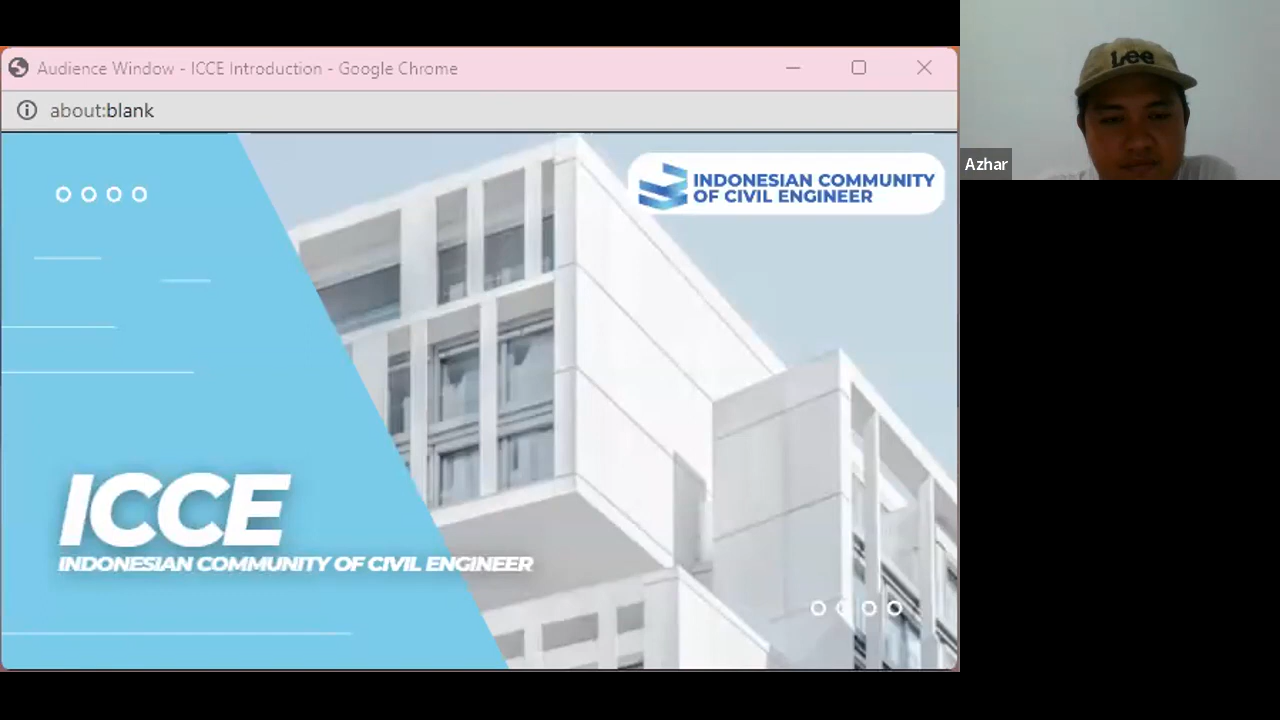 Audience Window - ICCE Introduction - Google Chrome
about:blank
INDONESIAN COMMUNITY
OF CIVIL ENGINEER
ICCE
INDONESIAN COMMUNITY OF CIVIL ENGINEER
Lee
Azhar